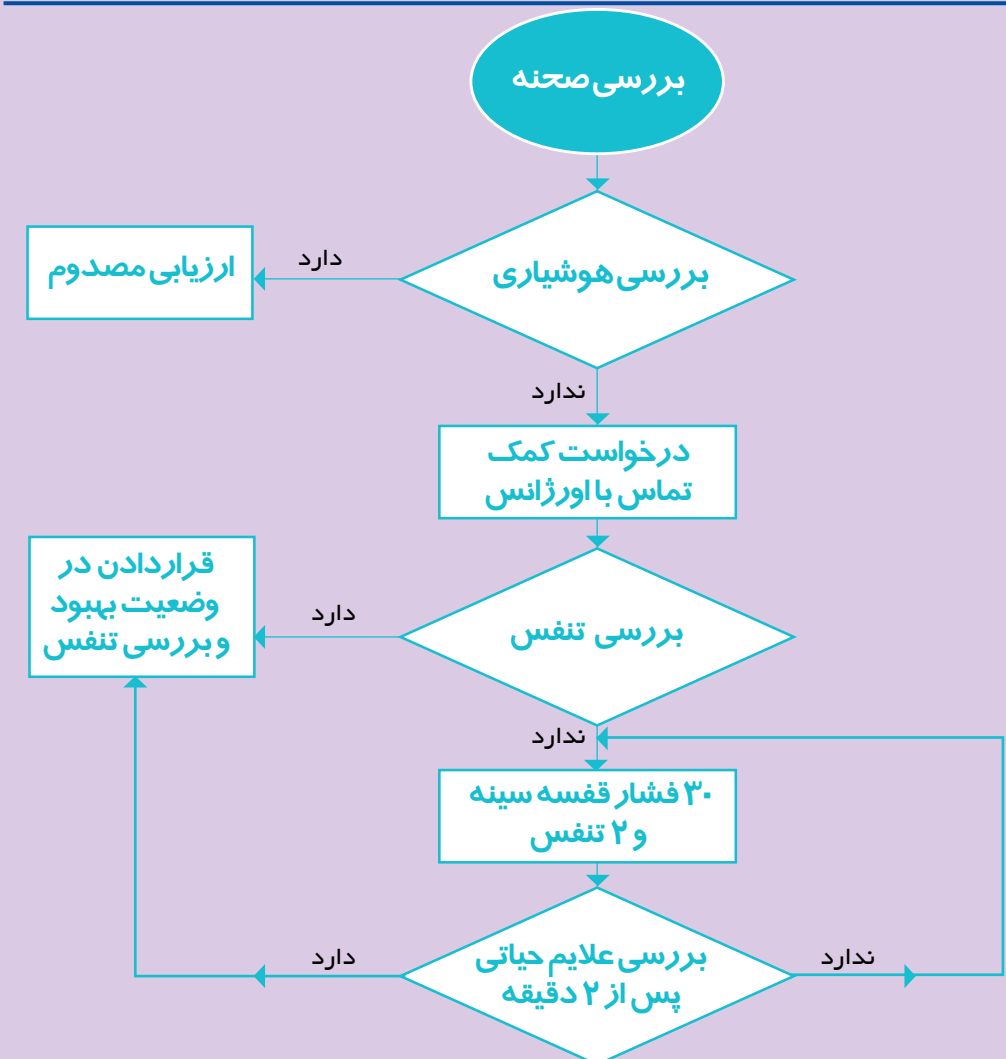 بررسی صحنه
بررسی هوشیاری
دارد
ارزیابی مصدوم
ندارد
درخواست کمک
تماس با اورژانس
بررسی تنفس
دارد
قراردادن در
وضعیت بهبود
و بررسی تنفس
ندارد
۳۰ فشار قفسه سینه
و ۲ تنفس
بررسی علایم حیاتی
پس از ۲ دقیقه
ندارد
دارد